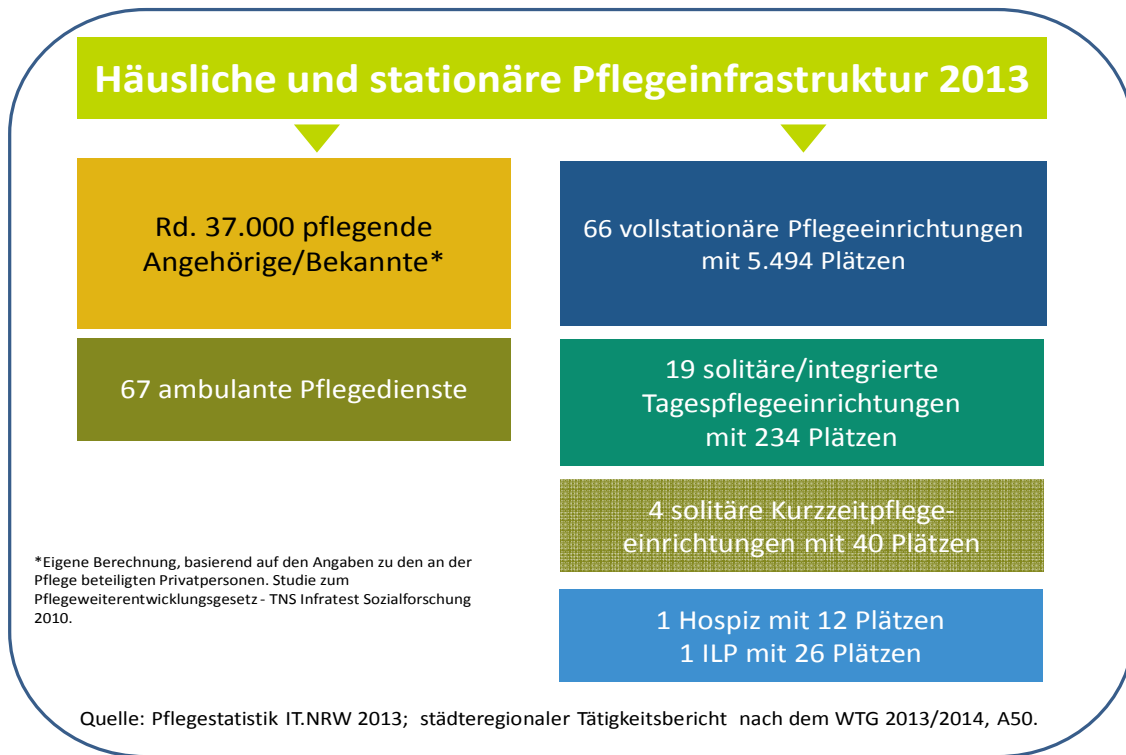 Häusliche und stationäre Pflegeinfrastruktur 2013
Rd. 37.000 pflegende
Angehörige/Bekannte*
67 ambulante Pflegedienste
*Eigene Berechnung, basierend auf den Angaben zu den an der
Pflege beteiligten Privatpersonen. Studie zum
Pflegeweiterentwicklungsgesetz - TNS Infratest Sozialforschung
2010.
66 vollstationäre Pflegeeinrichtungen
mit 5.494 Plätzen
19 solitäre/integrierte
Tagespflegeeinrichtungen
mit 234 Plätzen
4 solitäre Kurzzeitpflege-
einrichtungen mit 40 Plätzen
1 Hospiz mit 12 Plätzen
1 ILP mit 26 Plätzen
Quelle: Pflegestatistik IT.NRW 2013; städteregionaler Tätigkeitsbericht nach dem WTG 2013/2014, A50.